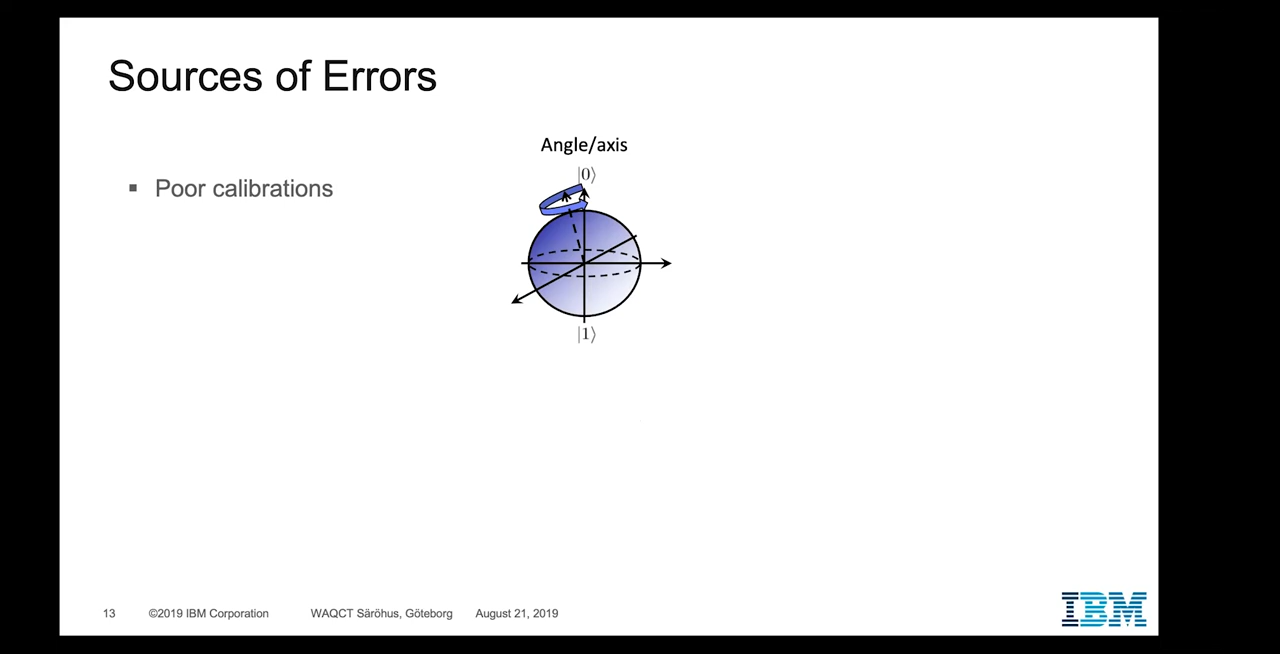 Sources of Errors
▪ Poor calibrations
Angle/axis
|0⟩
|1⟩
13 ©2019 IBM Corporation WAQCT Säröhus, Göteborg August 21, 2019
IBM